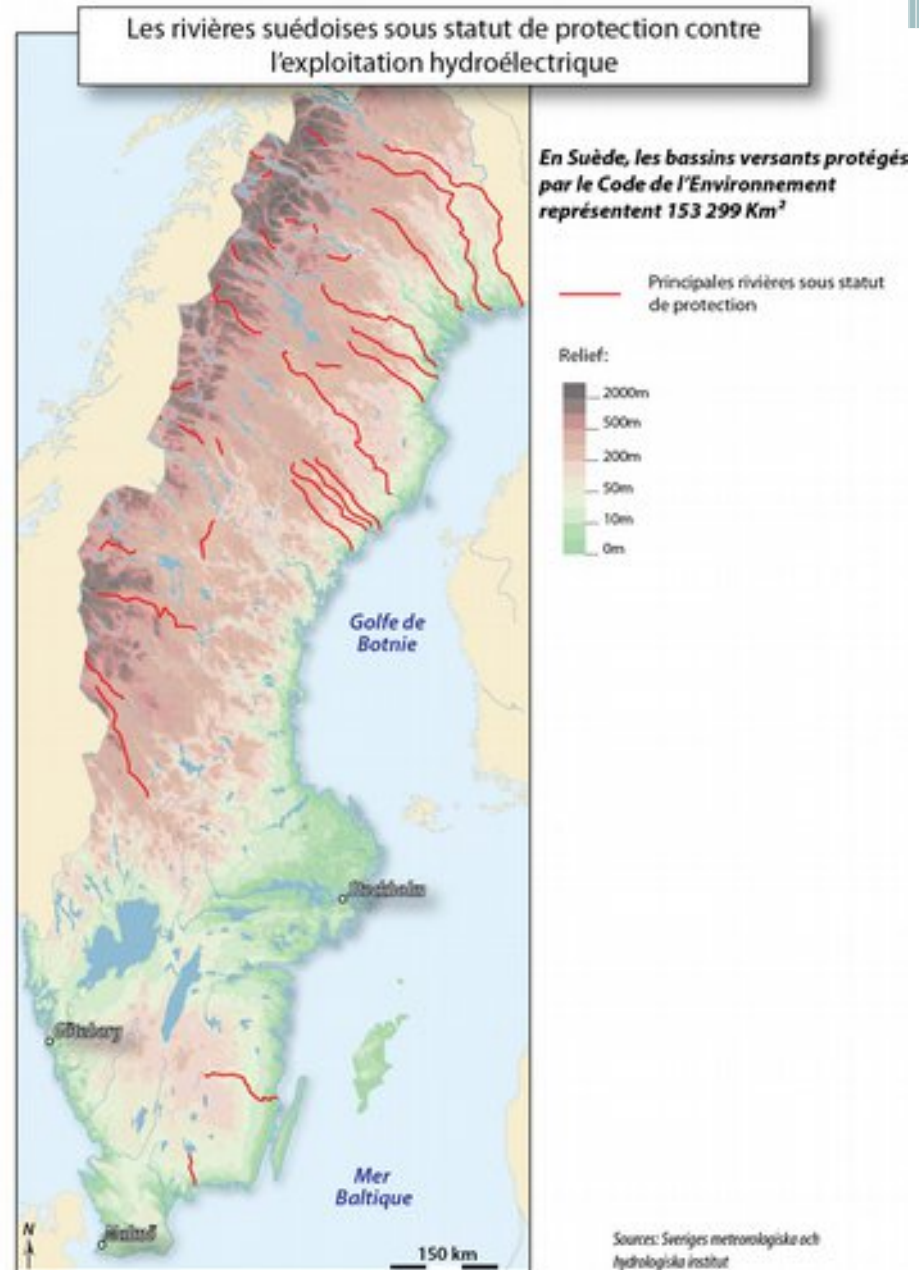 Les rivières suédoises sous statut de protection contre
l'exploitation hydroélectrique
En Suède, les bassins versants protégés
par le Code de l'Environnement
représentent 153 299 Km²
Principales rivières sous statut
de protection
Relief:
2000m
500m
200m
50m
10m
0m
Golfe de
Botnie
Stockholm
Göteborg
Mer
Baltique
Malmö
N
150 km
Sources: Sveriges meteorologiska och
hydrologiska institut